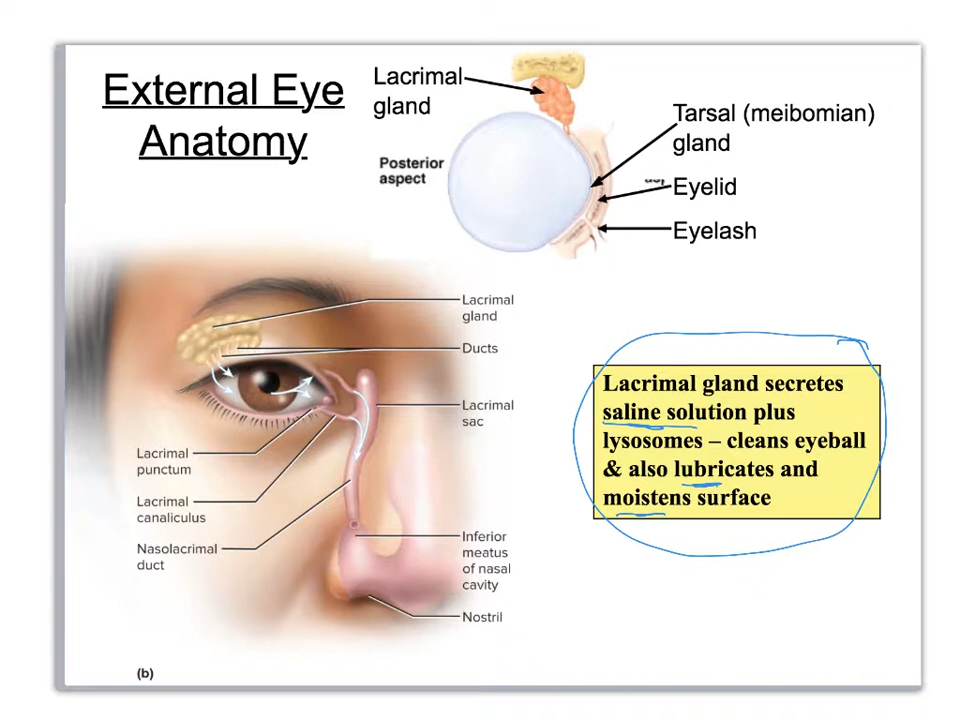 External Eye
Anatomy
Lacrimal
gland
Posterior
aspect
Tarsal (meibomian)
gland
Eyelid
Eyelash
Lacrimal
gland
Ducts
Lacrimal
sac
Lacrimal
punctum
Lacrimal
canaliculus
Nasolacrimal
duct
Inferior
meatus
of nasal
cavity
Nostril
(b)
Lacrimal gland secretes
saline solution plus
lysosomes – cleans eyeball
& also lubricates and
moistens surface